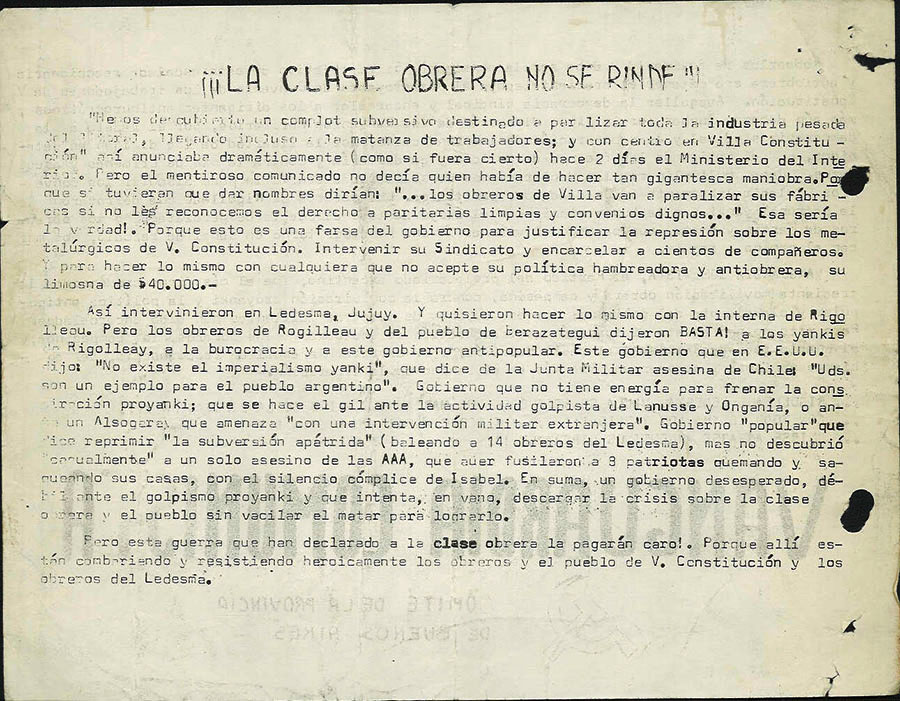 ¡¡¡LA CLASE OBRERA NO SE RINDE !!!
"Hemos descubierto un complot subversivo destinado a par lizar toda la industria pesada
del litoral, llegando incluso a la matanza de trabajadores; y con centro en Villa Constitu -
ción" así anunciaba dramáticamente (como si fuera cierto) hace 2 días el Ministerio del Inte
rior. Pero el mentiroso comunicado no decía quien había de hacer tan gigantesca maniobra.Por
que si tuvieran que dar nombres dirían: "...los obreros de Villa van a paralizar sus fábri -
cas si no les reconocemos el derecho a paritarias limpias y convenios dignos..." Esa sería
la verdad!. Porque esto es una farsa del gobierno para justificar la represión sobre los me-
talúrgicos de V. Constitución. Intervenir su Sindicato y encarcelar a cientos de compañeros.
Y para hacer lo mismo con cualquiera que no acepte su política hambreadora y antiobrera, su
limosna de $40.000.-
Así intervinieron en Ledesma, Jujuy. Y quisieron hacer lo mismo con la interna de Rigo
lleau. Pero los obreros de Rogilleau y del pueblo de Berazategui dijeron BASTA! a los yankis
de Rigolleay, a la burocracia y a este gobierno antipopular. Este gobierno que en E.E.U.U.
dijo: "No existe el imperialismo yanki", que dice de la Junta Militar asesina de Chile: "Uds.
son un ejemplo para el pueblo argentino". Gobierno que no tiene energía para frenar la cons
piración proyanki; que se hace el gil ante la actividad golpista de Lanusse y Onganía, o an-
te un Alsogaray que amenaza "con una intervención militar extranjera". Gobierno "popular"que
dice reprimir "la subversión apátrida" (baleando a 14 obreros del Ledesma), mas no descubrió
"casualmente" a un solo asesino de las AAA, que ayer fusilaron a 8 patriotas quemando y sa-
queando sus casas, con el silencio cómplice de Isabel. En suma, un gobierno desesperado, dé-
bil ante el golpismo proyanki y que intenta, en vano, descargar la crisis sobre la clase
obrera y el pueblo sin vacilar el matar para lograrlo.
Pero esta guerra que han declarado a la clase obrera la pagarán caro!. Porque allí es-
tán combatiendo y resistiendo heroicamente los obreros y el pueblo de V. Constitución y los
obreros del Ledesma.